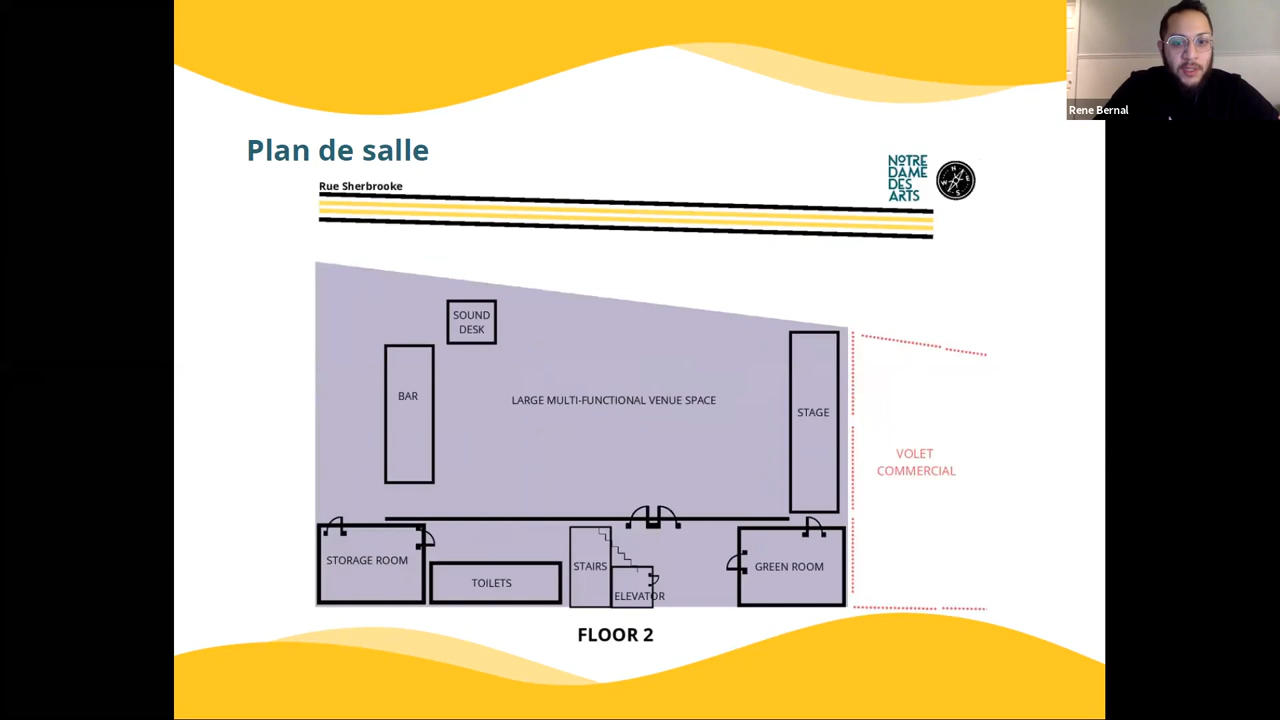 Rene Bernal
Plan de salle
NOTRE
DAME
DES
ARTS
N
W E
S
Rue Sherbrooke
SOUND
DESK
BAR
LARGE MULTI-FUNCTIONAL VENUE SPACE
STAGE
VOLET
COMMERCIAL
STORAGE ROOM
TOILETS
STAIRS
ELEVATOR
GREEN ROOM
FLOOR 2